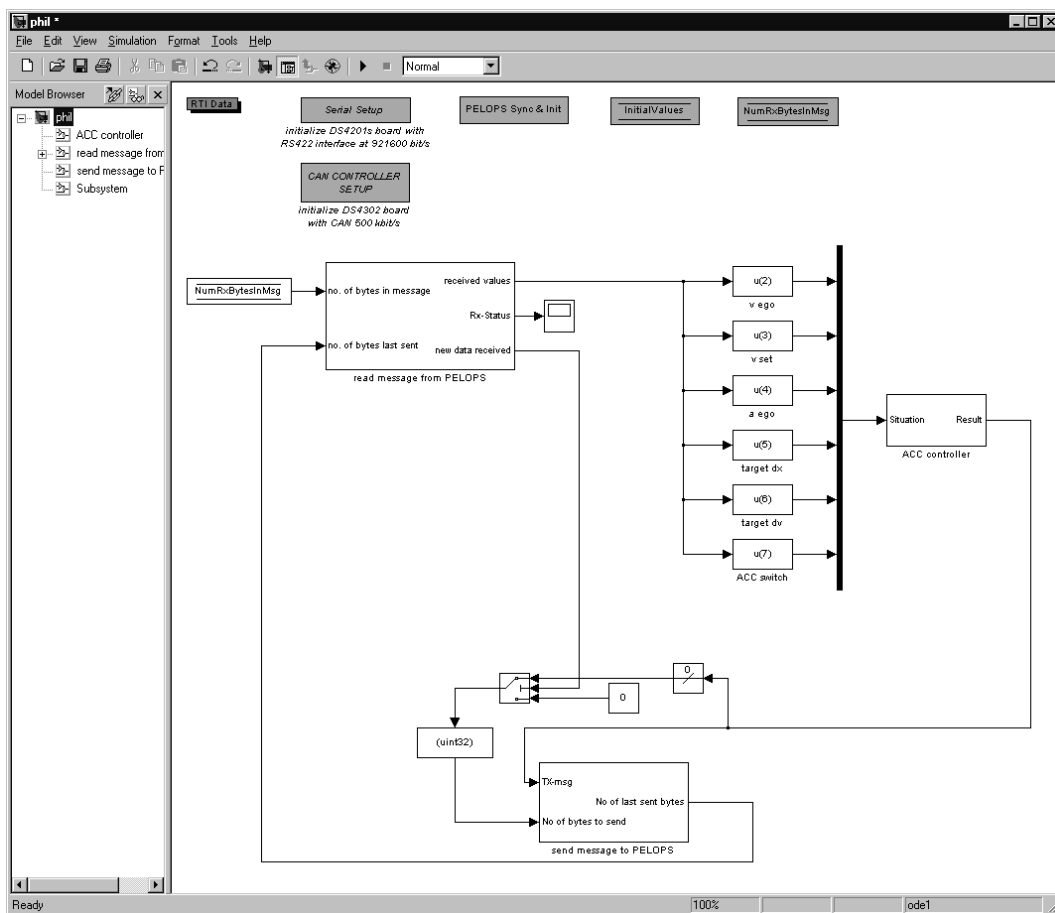 phil *
File Edit View Simulation Format Tools Help
Normal
Model Browser
phil
ACC controller
read message from
send message to P
Subsystem
RTI Data
Serial Setup
initialize DS4201s board with
RS422 interface at 921600 bit/s
PELOPS Sync & Init
InitialValues
NumRxBytesInMsg
CAN CONTROLLER
SETUP
initialize DS4302 board
with CAN 500 kbit/s
NumRxBytesInMsg
no. of bytes in message
no. of bytes last sent
received values
Rx-Status
new data received
read message from PELOPS
u(2)
v ego
u(3)
v set
u(4)
a ego
u(5)
target dx
u(6)
target dv
u(7)
ACC switch
Situation Result
ACC controller
0
0
(uint32)
TX-msg
No of last sent bytes
No of bytes to send
send message to PELOPS
Ready 100% ode1